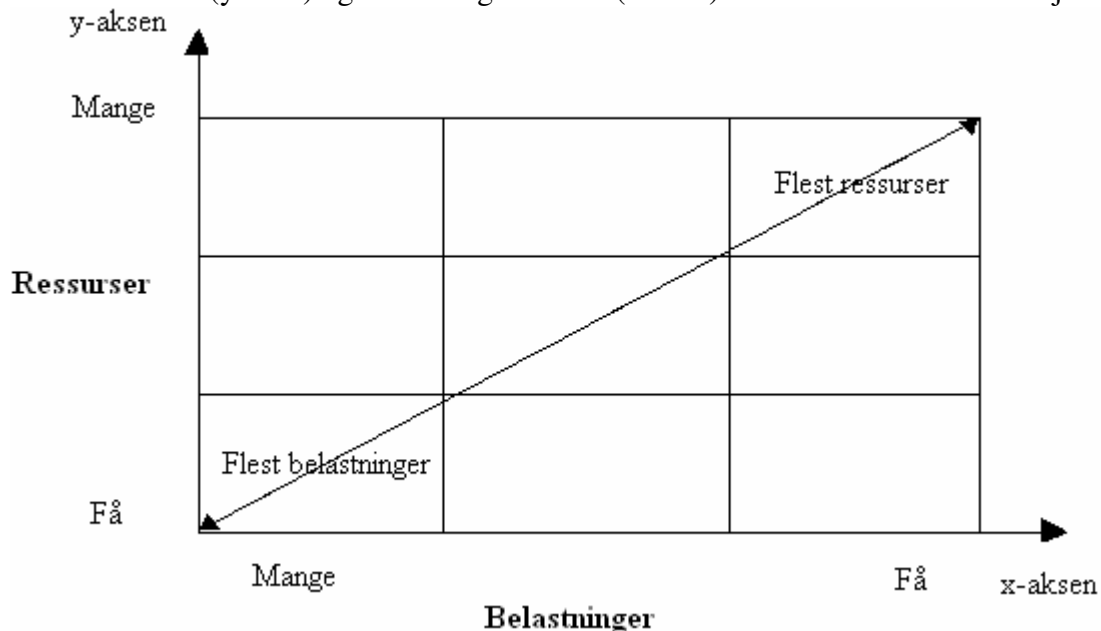 y-aksen
Mange
Flest ressurser
Ressurser
Flest belastninger
Få
Mange
Få
x-aksen
Belastninger